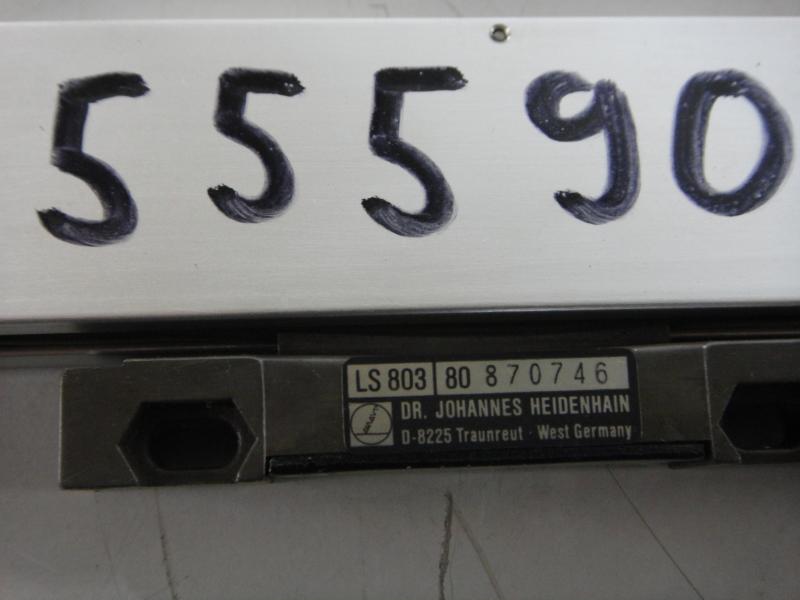 55590
LS 803 80 870746
DR. JOHANNES HEIDENHAIN
D-8225 Traunreut · West Germany